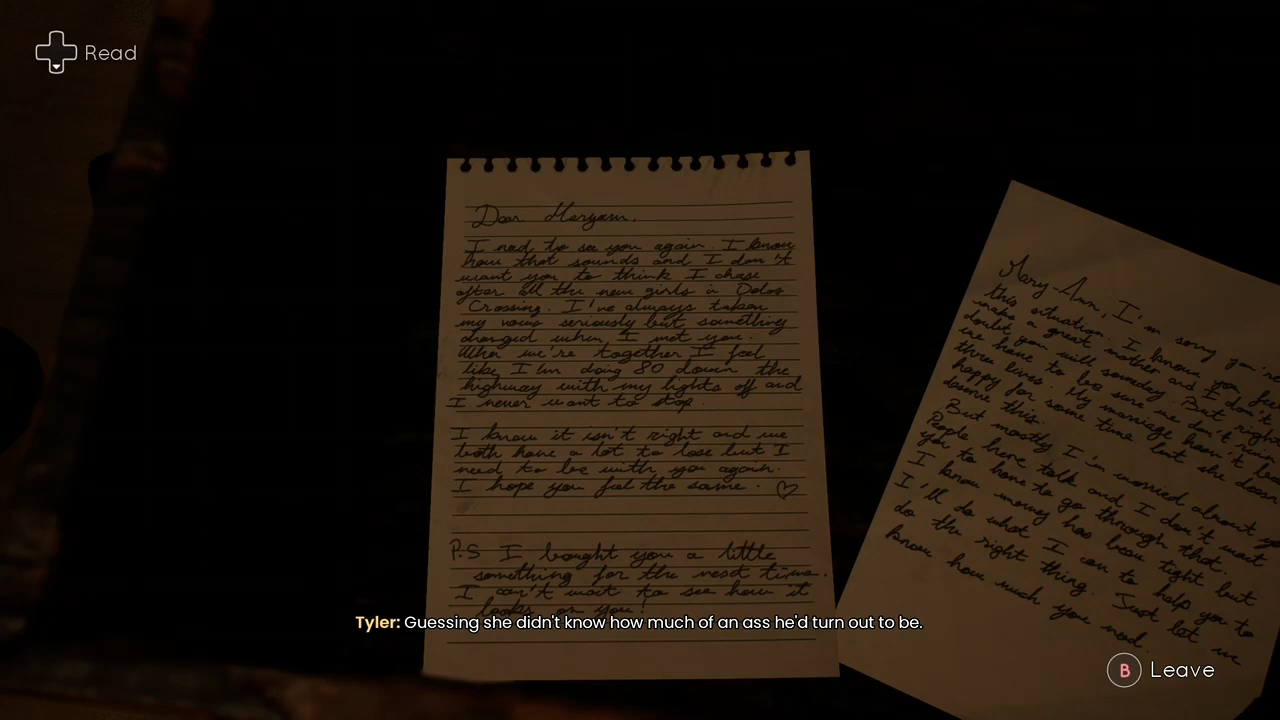 Read
Dear Maryann.
I need to see you again. I know
how that sounds and I don't
want you to think I chase
after all the new girls in Delos
Crossing. I've always taken
my vows seriously but something
changed when I met you.
When we're together I feel
like I'm doing 80 down the
highway with my lights off and
I never want to stop.
I know it isn't right and we
both have a lot to lose but I
need to be with you again.
I hope you feel the same.
P.S I bought you a little
something for the next time.
I can't wait to see how it
looks on you!
Mary-Ann, I'm sorry you're
this situation. I know you feel
make a great mother and I don't
doubt you will someday. But right
we have to be sure we don't ruin
three lives. My marriage hasn't
happy for some time but she doesn
deserve this.
But mostly I'm worried about
People here talk and I don't want
you to have to go through that.
I know money has been tight but
I'll do what I can to help you to
do the right thing. Just let me
know how much you need.
Tyler: Guessing she didn't know how much of an ass he'd turn out to be.
B Leave